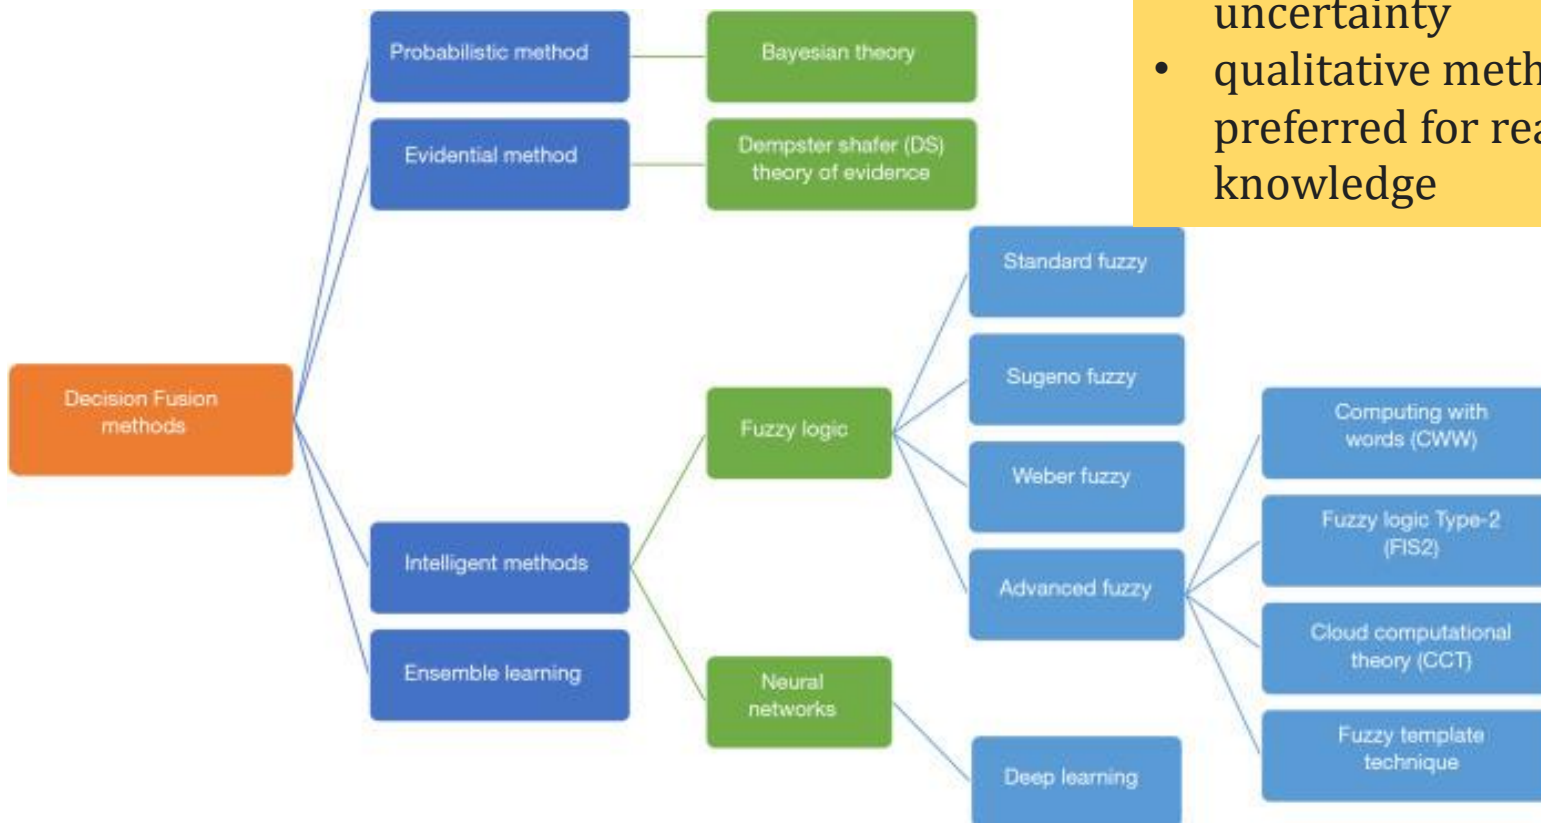 uncertainty
• qualitative
preferred for
knowledge
Probabilistic method
Bayesian theory
Evidential method
Dempster shafer (DS)
theory of evidence
Decision Fusion
methods
Intelligent methods
Ensemble learning
Fuzzy logic
Neural
networks
Standard fuzzy
Sugeno fuzzy
Weber fuzzy
Advanced fuzzy
Deep learning
Computing with
words (CWW)
Fuzzy logic Type-2
(FIS2)
Cloud computational
theory (CCT)
Fuzzy template
technique